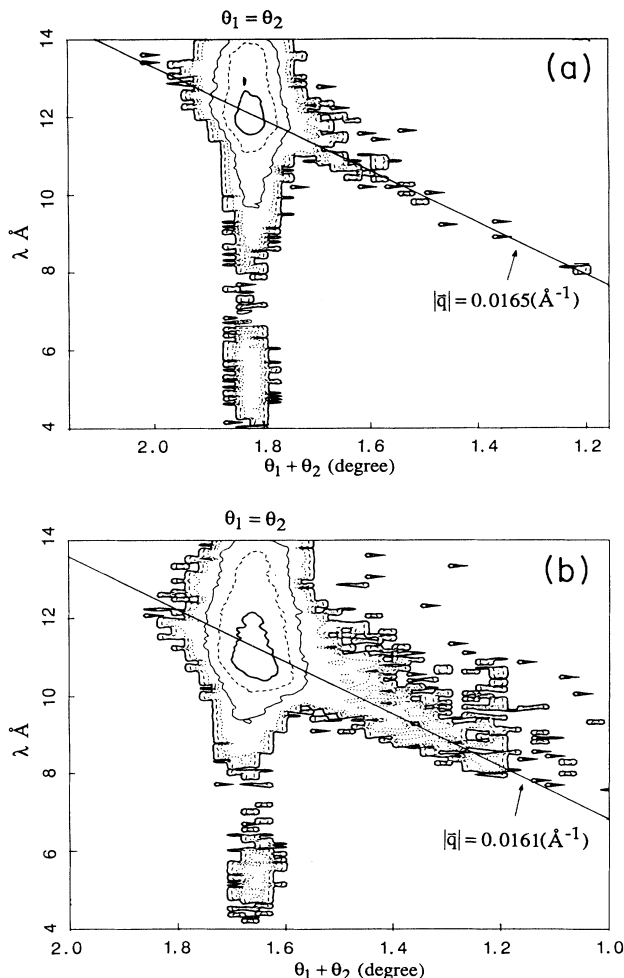 θ₁ = θ₂
(a)
14
12
10
8
6
4
λ Å
|q̄| = 0.0165(Å⁻¹)
2.0 1.8 1.6 1.4 1.2
θ₁ + θ₂ (degree)
θ₁ = θ₂
(b)
14
12
10
8
6
4
λ Å
|q̄| = 0.0161(Å⁻¹)
2.0 1.8 1.6 1.4 1.2 1.0
θ₁ + θ₂ (degree)